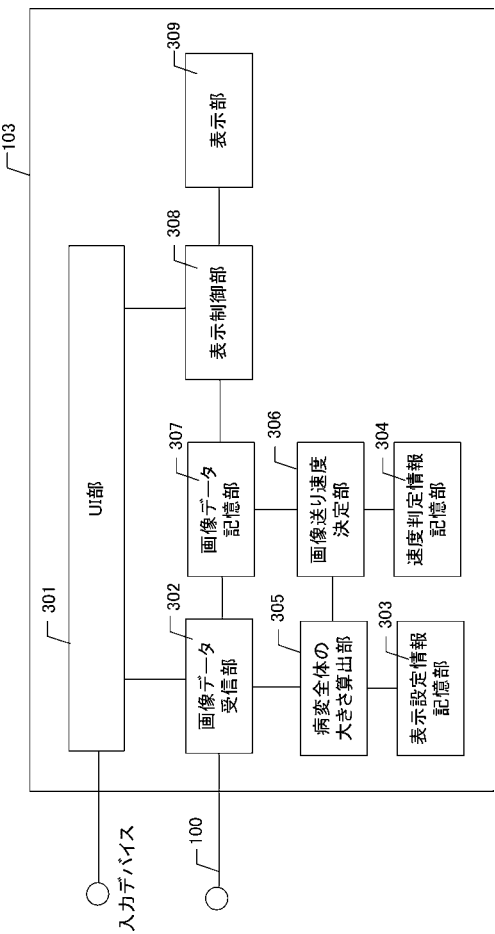 103
301
UI部
入力デバイス
100
302
画像データ
受信部
307
画像データ
記憶部
308
表示制御部
309
表示部
305
病変全体の
大きさ算出部
306
画像送り速度
決定部
303
表示設定情報
記憶部
304
速度判定情報
記憶部